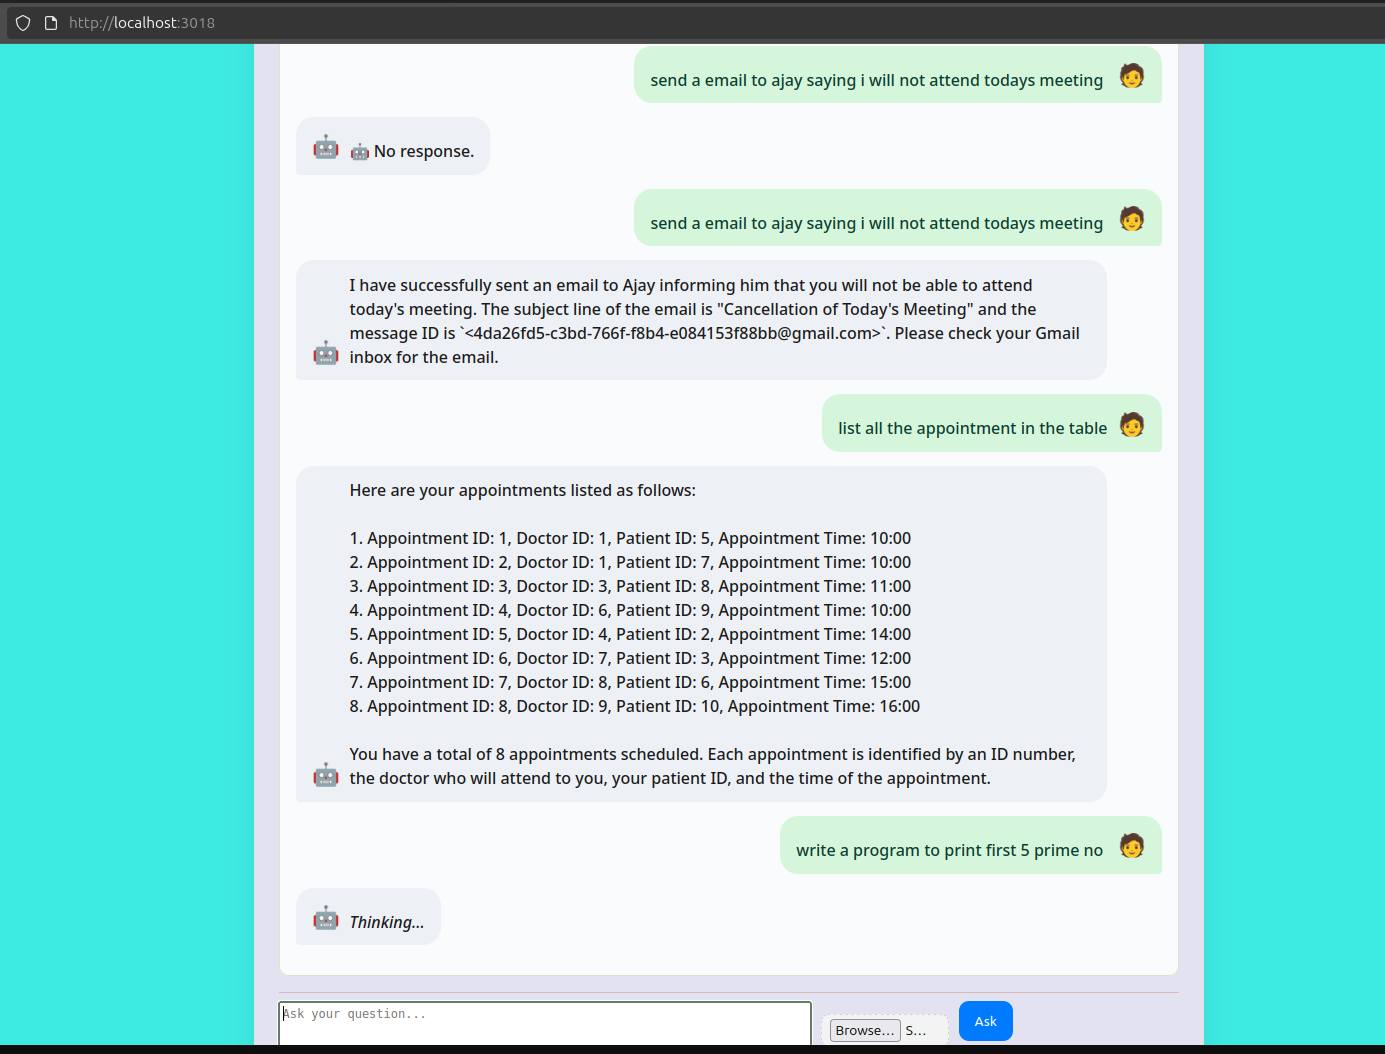 http://localhost:3018
send a email to ajay saying i will not attend todays meeting
No response.
send a email to ajay saying i will not attend todays meeting
I have successfully sent an email to Ajay informing him that you will not be able to attend
today's meeting. The subject line of the email is "Cancellation of Today's Meeting" and the
message ID is `<4da26fd5-c3bd-766f-f8b4-e084153f88bb@gmail.com>`. Please check your Gmail
inbox for the email.
list all the appointment in the table
Here are your appointments listed as follows:
1. Appointment ID: 1, Doctor ID: 1, Patient ID: 5, Appointment Time: 10:00
2. Appointment ID: 2, Doctor ID: 1, Patient ID: 7, Appointment Time: 10:00
3. Appointment ID: 3, Doctor ID: 3, Patient ID: 8, Appointment Time: 11:00
4. Appointment ID: 4, Doctor ID: 6, Patient ID: 9, Appointment Time: 10:00
5. Appointment ID: 5, Doctor ID: 4, Patient ID: 2, Appointment Time: 14:00
6. Appointment ID: 6, Doctor ID: 7, Patient ID: 3, Appointment Time: 12:00
7. Appointment ID: 7, Doctor ID: 8, Patient ID: 6, Appointment Time: 15:00
8. Appointment ID: 8, Doctor ID: 9, Patient ID: 10, Appointment Time: 16:00
You have a total of 8 appointments scheduled. Each appointment is identified by an ID number,
the doctor who will attend to you, your patient ID, and the time of the appointment.
write a program to print first 5 prime no
Thinking...
Ask your question...
Browse... S...
Ask